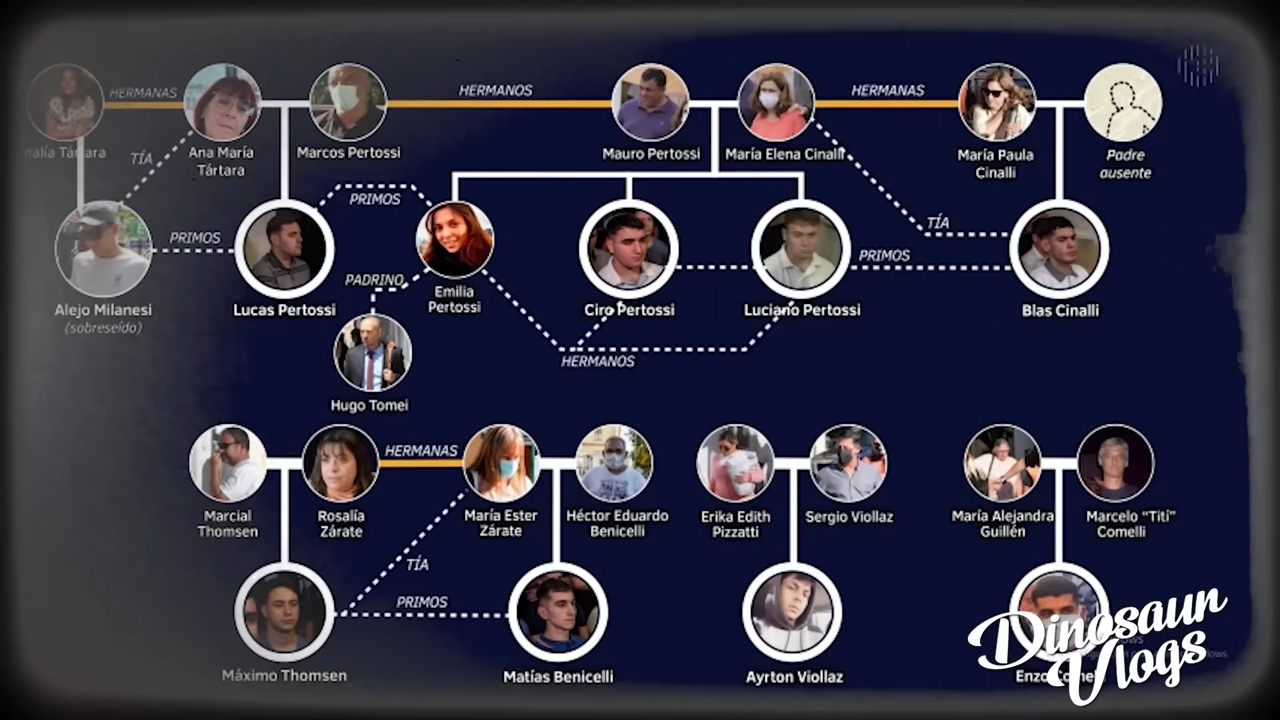 HERMANAS
HERMANOS
HERMANAS
Tártara
Ana María
Tártara
Marcos Pertossi
Mauro Pertossi
María Elena Cinalli
María Paula
Cinalli
Padre
ausente
TÍA
PRIMOS
PRIMOS
TÍA
PRIMOS
PADRINO
Alejo Milanesi
(sobreseído)
Lucas Pertossi
Emilia
Pertossi
Ciro Pertossi
Luciano Pertossi
Blas Cinalli
HERMANOS
Hugo Tomei
HERMANAS
Marcial
Thomsen
Rosalía
Zárate
María Ester
Zárate
Héctor Eduardo
Benicelli
Erika Edith
Pizzatti
Sergio Viollaz
María Alejandra
Guillén
Marcelo "Tití"
Comelli
TÍA
PRIMOS
Máximo Thomsen
Matías Benicelli
Ayrton Viollaz
Enzo
Dinosaur
Vlogs